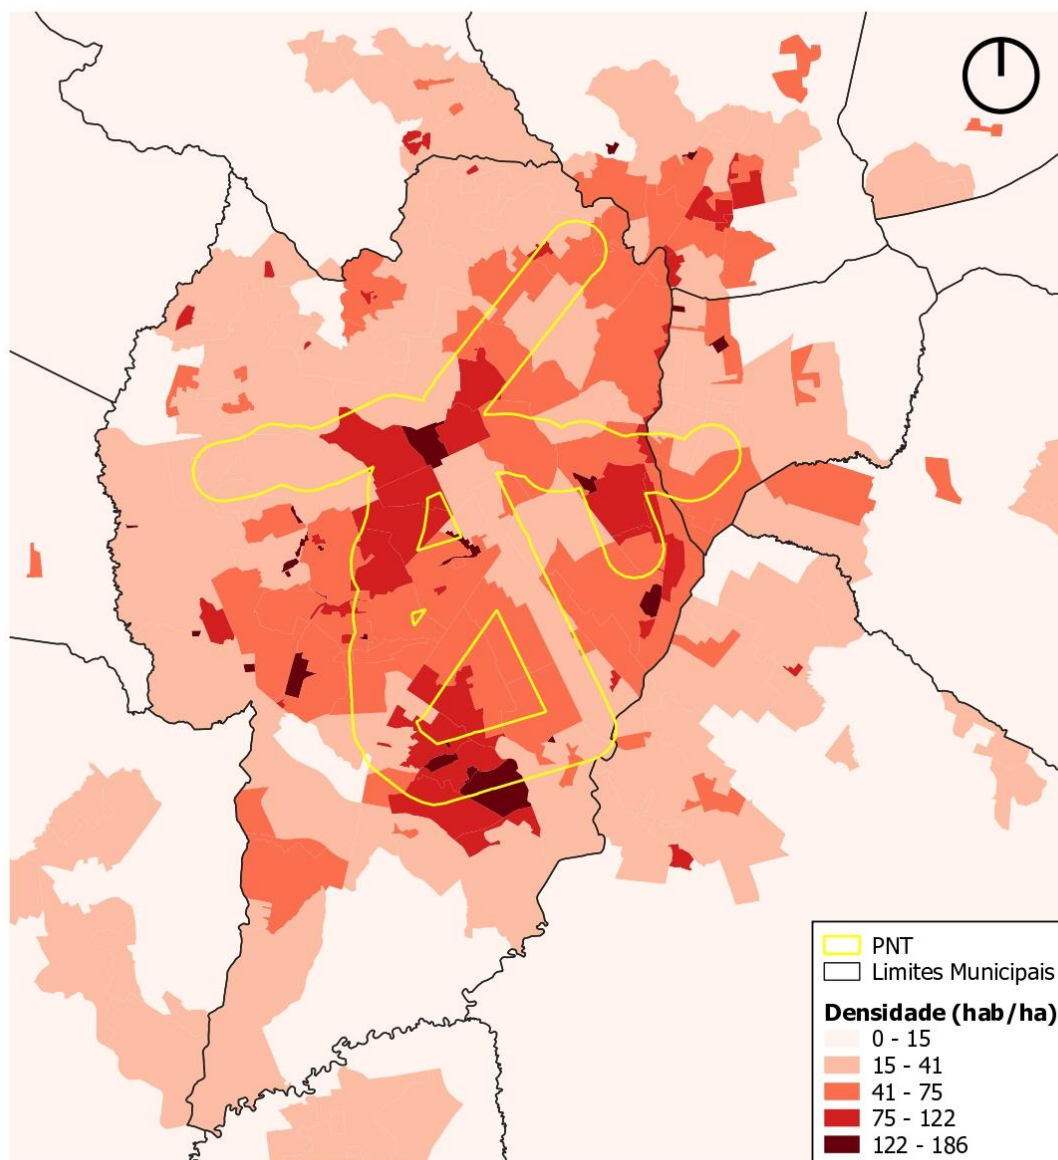 PNT
Limites Municipais
Densidade (hab/ha)
0 - 15
15 - 41
41 - 75
75 - 122
122 - 186